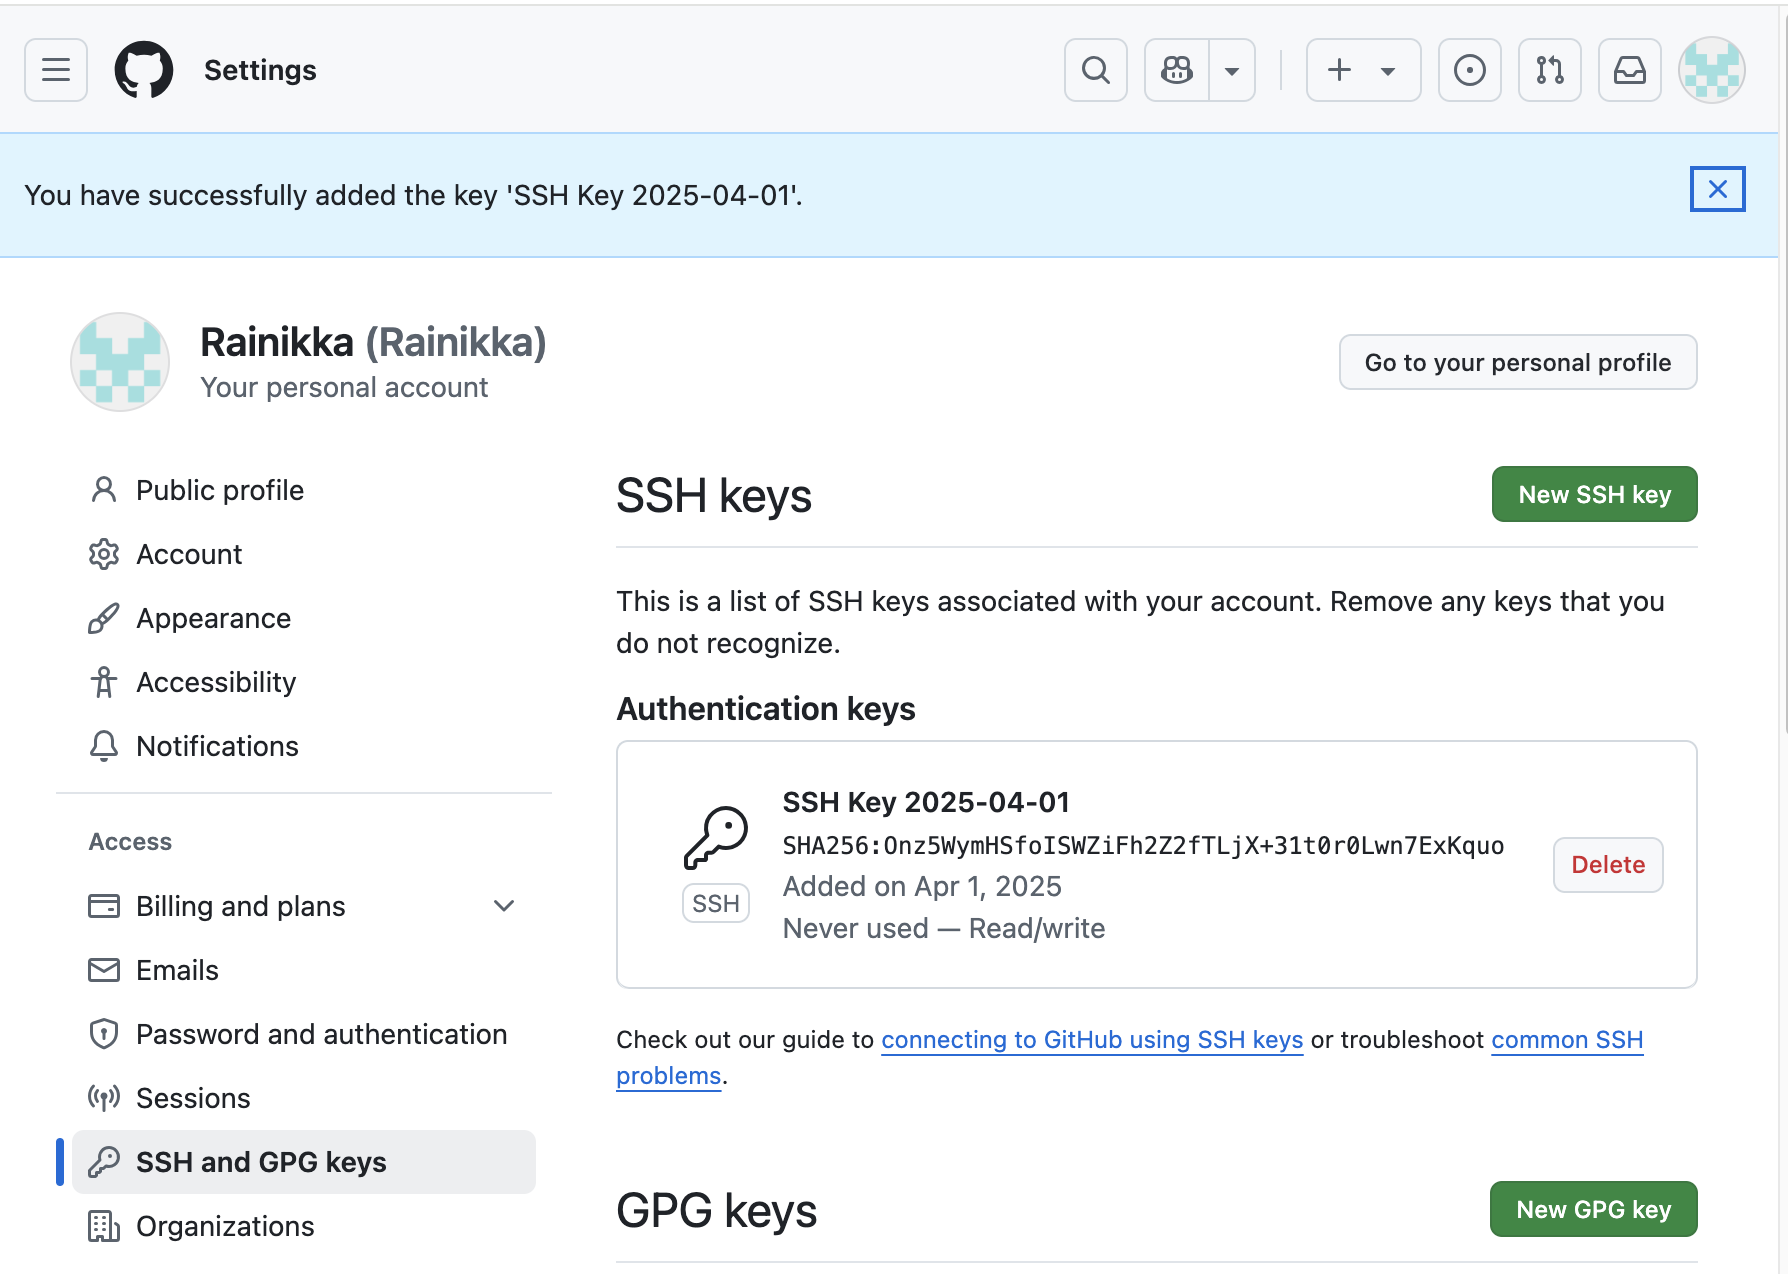 Settings
You have successfully added the key 'SSH Key 2025-04-01'.
Rainikka (Rainikka)
Your personal account
Go to your personal profile
Public profile
Account
Appearance
Accessibility
Notifications
Access
Billing and plans
Emails
Password and authentication
Sessions
SSH and GPG keys
Organizations
SSH keys
New SSH key
This is a list of SSH keys associated with your account. Remove any keys that you
do not recognize.
Authentication keys
SSH
SSH Key 2025-04-01
SHA256:Onz5WymHSfoISWZiFh2Z2fTLjX+31t0r0Lwn7ExKquo
Added on Apr 1, 2025
Never used — Read/write
Delete
Check out our guide to connecting to GitHub using SSH keys or troubleshoot common SSH
problems.
GPG keys
New GPG key